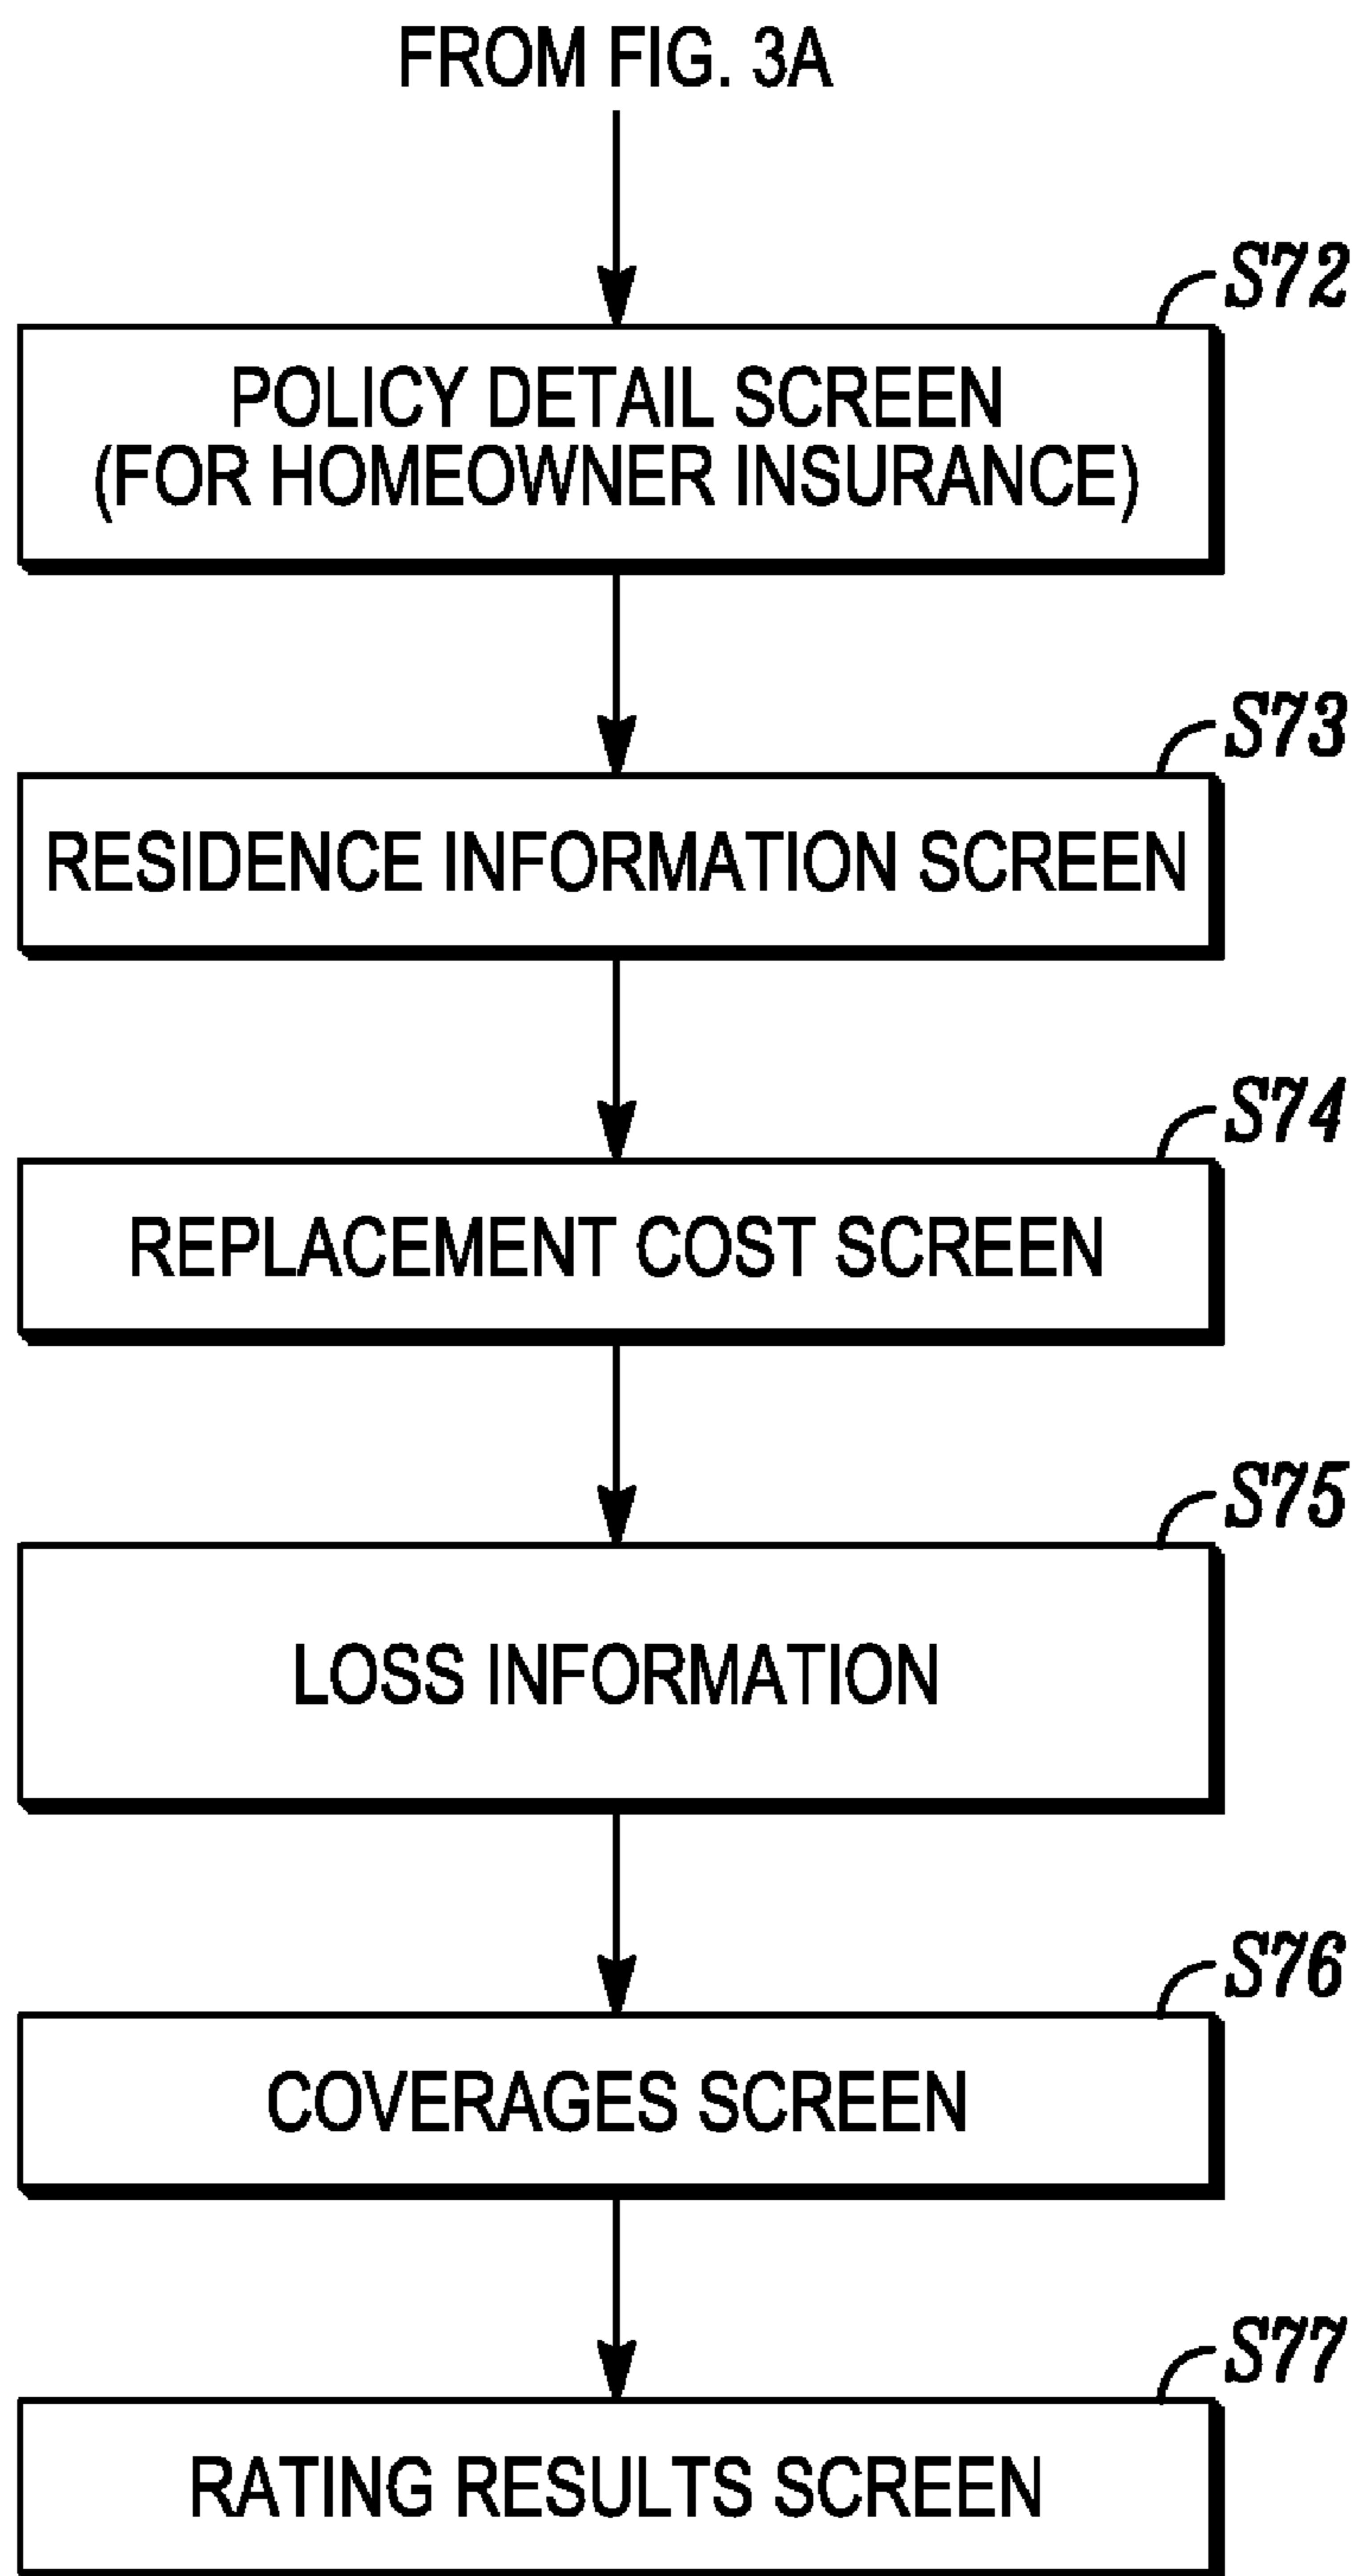 FROM FIG. 3A
S72
POLICY DETAIL SCREEN
(FOR HOMEOWNER INSURANCE)
S73
RESIDENCE INFORMATION SCREEN
S74
REPLACEMENT COST SCREEN
S75
LOSS INFORMATION
S76
COVERAGES SCREEN
S77
RATING RESULTS SCREEN